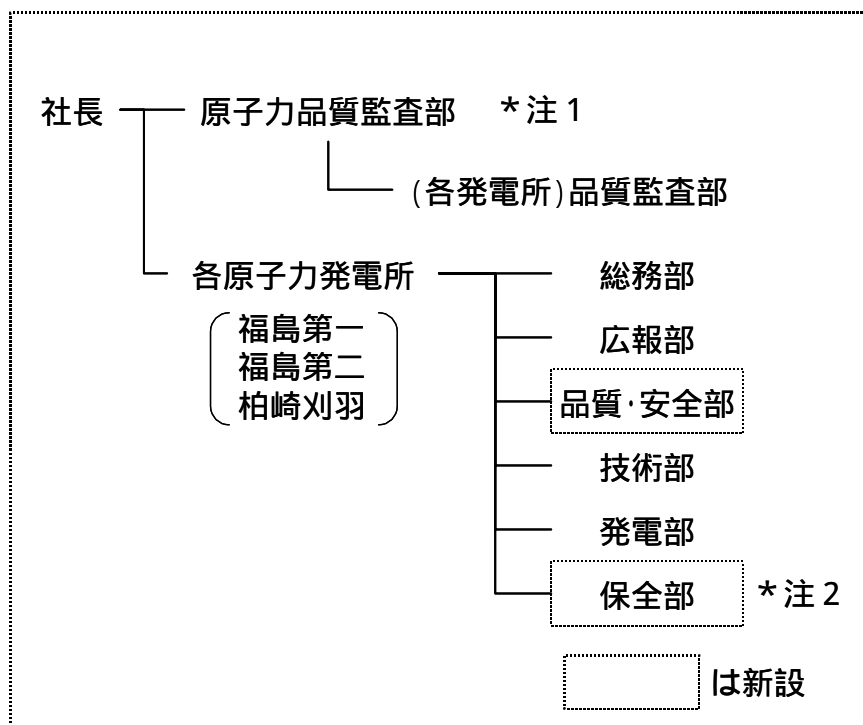 社長 原子力品質監査部 *注1
(各発電所)品質監査部
各原子力発電所 総務部
福島第一 広報部
福島第二
柏崎刈羽 品質・安全部
技術部
発電部
保全部 *注2
は新設